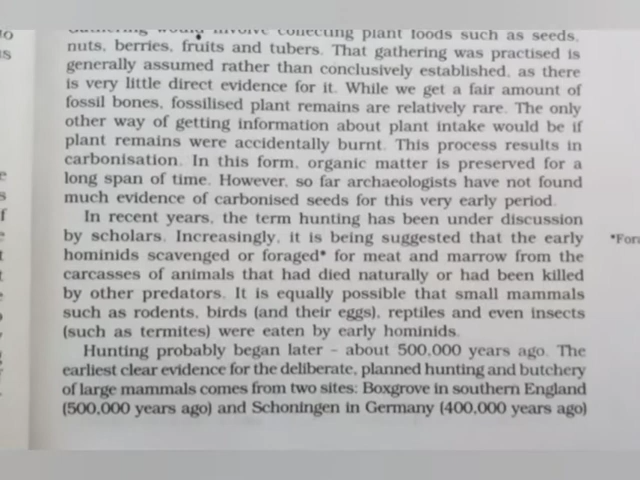 Gathering would involve collecting plant foods such as seeds,
nuts, berries, fruits and tubers. That gathering was practised is
generally assumed rather than conclusively established, as there
is very little direct evidence for it. While we get a fair amount of
fossil bones, fossilised plant remains are relatively rare. The only
other way of getting information about plant intake would be if
plant remains were accidentally burnt. This process results in
carbonisation. In this form, organic matter is preserved for a
long span of time. However, so far archaeologists have not found
much evidence of carbonised seeds for this very early period.
In recent years, the term hunting has been under discussion
by scholars. Increasingly, it is being suggested that the early
hominids scavenged or foraged* for meat and marrow from the
carcasses of animals that had died naturally or had been killed
by other predators. It is equally possible that small mammals
such as rodents, birds (and their eggs), reptiles and even insects
(such as termites) were eaten by early hominids.
Hunting probably began later – about 500,000 years ago. The
earliest clear evidence for the deliberate, planned hunting and butchery
of large mammals comes from two sites: Boxgrove in southern England
(500,000 years ago) and Schoningen in Germany (400,000 years ago)
*For